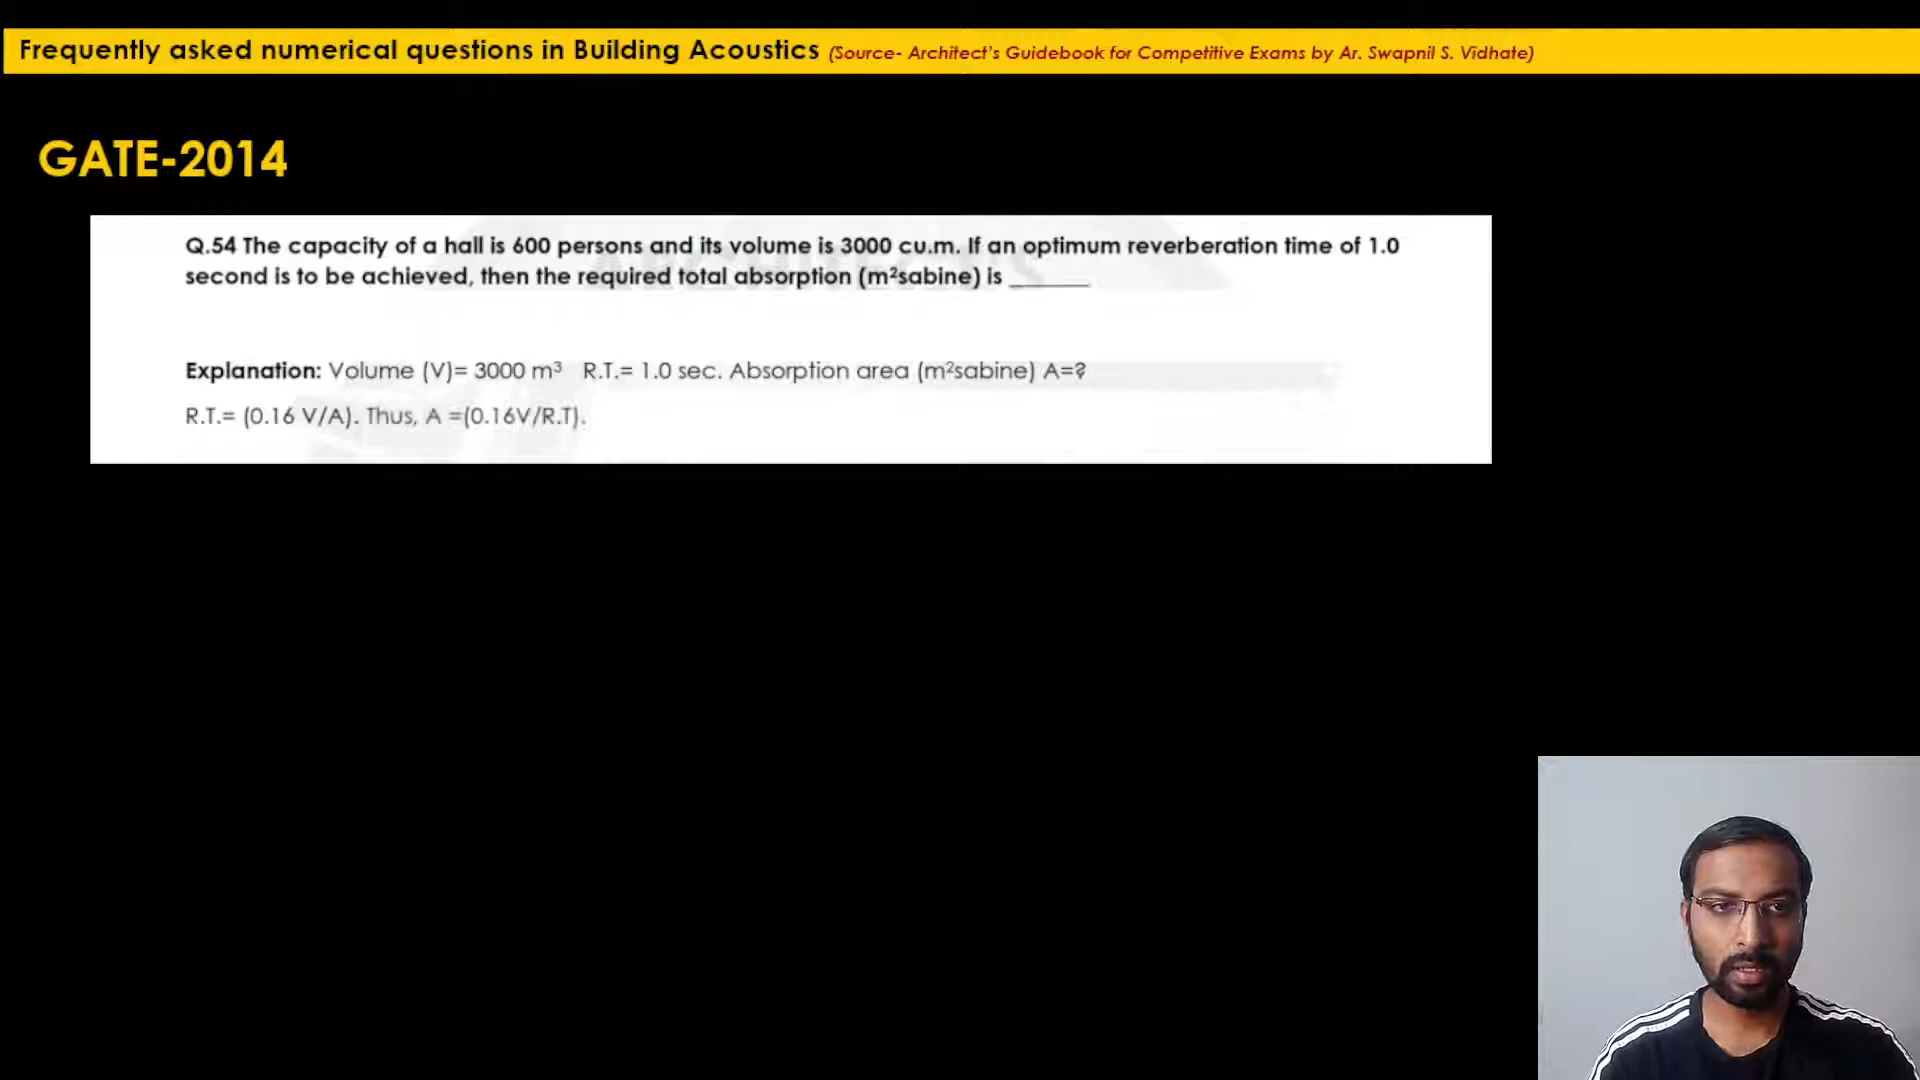 Frequently asked numerical questions in Building Acoustics (Source- Architect's Guidebook for Competitive Exams by Ar. Swapnil S. Vidhate)
GATE-2014
Q.54 The capacity of a hall is 600 persons and its volume is 3000 cu.m. If an optimum reverberation time of 1.0
second is to be achieved, then the required total absorption (m²sabine) is ______
Explanation: Volume (V)= 3000 m³ R.T.= 1.0 sec. Absorption area (m²sabine) A=?
R.T.= (0.16 V/A). Thus, A =(0.16V/R.T).